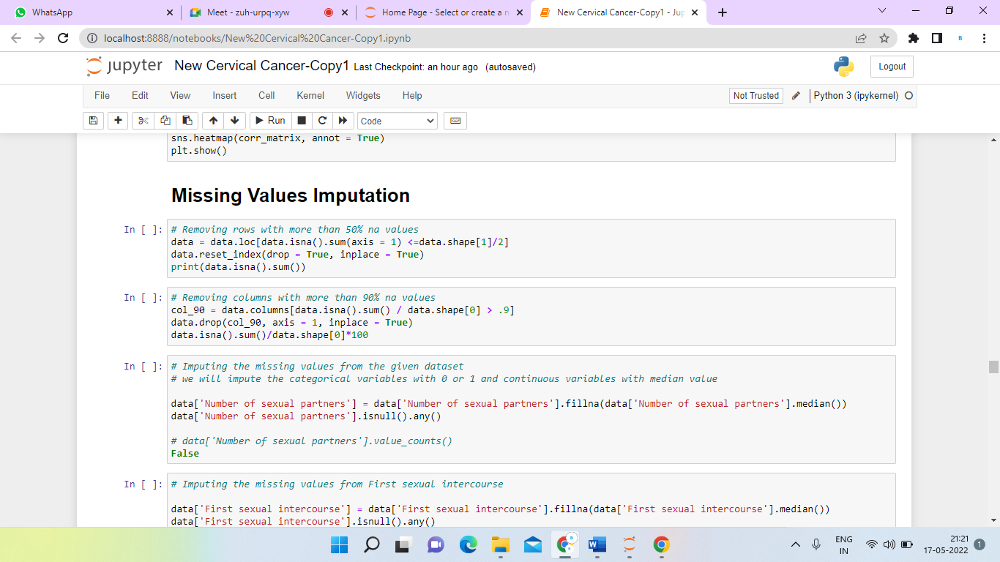 WhatsApp
Meet - zuh-urpq-xyw
Home Page - Select or create a n
New Cervical Cancer-Copy1 - Jup
localhost:8888/notebooks/New%20Cervical%20Cancer-Copy1.ipynb
B
jupyter New Cervical Cancer-Copy1 Last Checkpoint: an hour ago (autosaved)
Logout
File Edit View Insert Cell Kernel Widgets Help
Not Trusted Python 3 (ipykernel)
Run Code
sns.heatmap(corr_matrix, annot = True)
plt.show()
Missing Values Imputation
In [ ]: # Removing rows with more than 50% na values
data = data.loc[data.isna().sum(axis = 1) <=data.shape[1]/2]
data.reset_index(drop = True, inplace = True)
print(data.isna().sum())
In [ ]: # Removing columns with more than 90% na values
col_90 = data.columns[data.isna().sum() / data.shape[0] > .9]
data.drop(col_90, axis = 1, inplace = True)
data.isna().sum()/data.shape[0]*100
In [ ]: # Imputing the missing values from the given dataset
# we will impute the categorical variables with 0 or 1 and continuous variables with median value
data['Number of sexual partners'] = data['Number of sexual partners'].fillna(data['Number of sexual partners'].median())
data['Number of sexual partners'].isnull().any()
# data['Number of sexual partners'].value_counts()
False
In [ ]: # Imputing the missing values from First sexual intercourse
data['First sexual intercourse'] = data['First sexual intercourse'].fillna(data['First sexual intercourse'].median())
data['First sexual intercourse'].isnull().any()
ENG
IN
21:21
17-05-2022
1